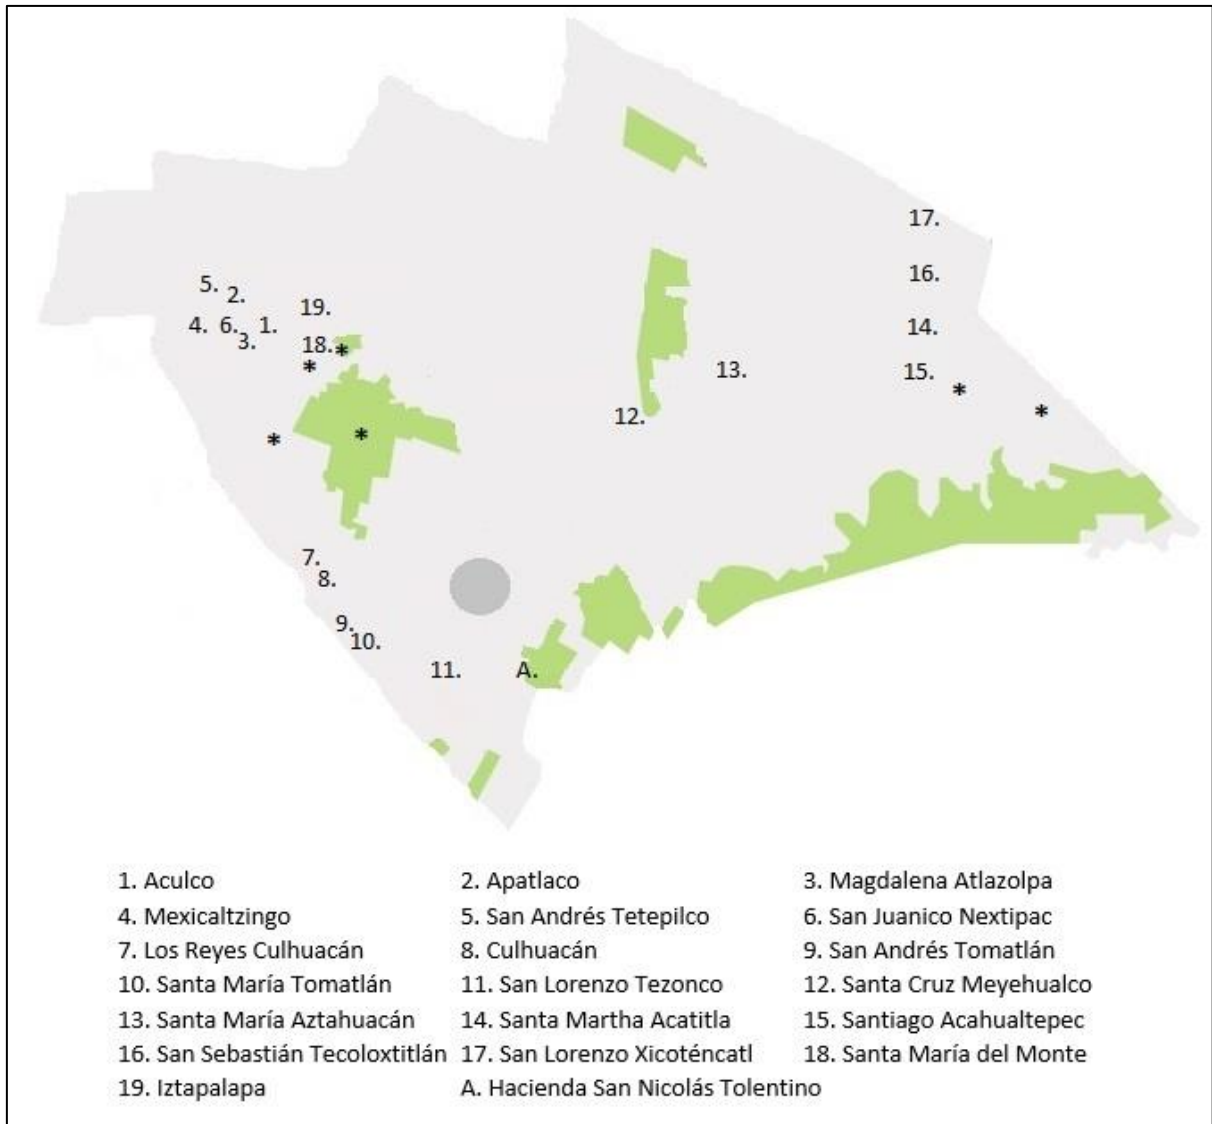 17.
16.
5.
2.
19.
4. 6. 1.
14.
3.
18.
*
*
15.
13.
*
*
12.
*
*
7.
8.
9.
10.
11. A.
1. Aculco 2. Apatlaco 3. Magdalena Atlazolpa
4. Mexicaltzingo 5. San Andrés Tetepilco 6. San Juanico Nextipac
7. Los Reyes Culhuacán 8. Culhuacán 9. San Andrés Tomatlán
10. Santa María Tomatlán 11. San Lorenzo Tezonco 12. Santa Cruz Meyehualco
13. Santa María Aztahuacán 14. Santa Martha Acatitla 15. Santiago Acahualtepec
16. San Sebastián Tecoloxtitlán 17. San Lorenzo Xicoténcatl 18. Santa María del Monte
19. Iztapalapa A. Hacienda San Nicolás Tolentino